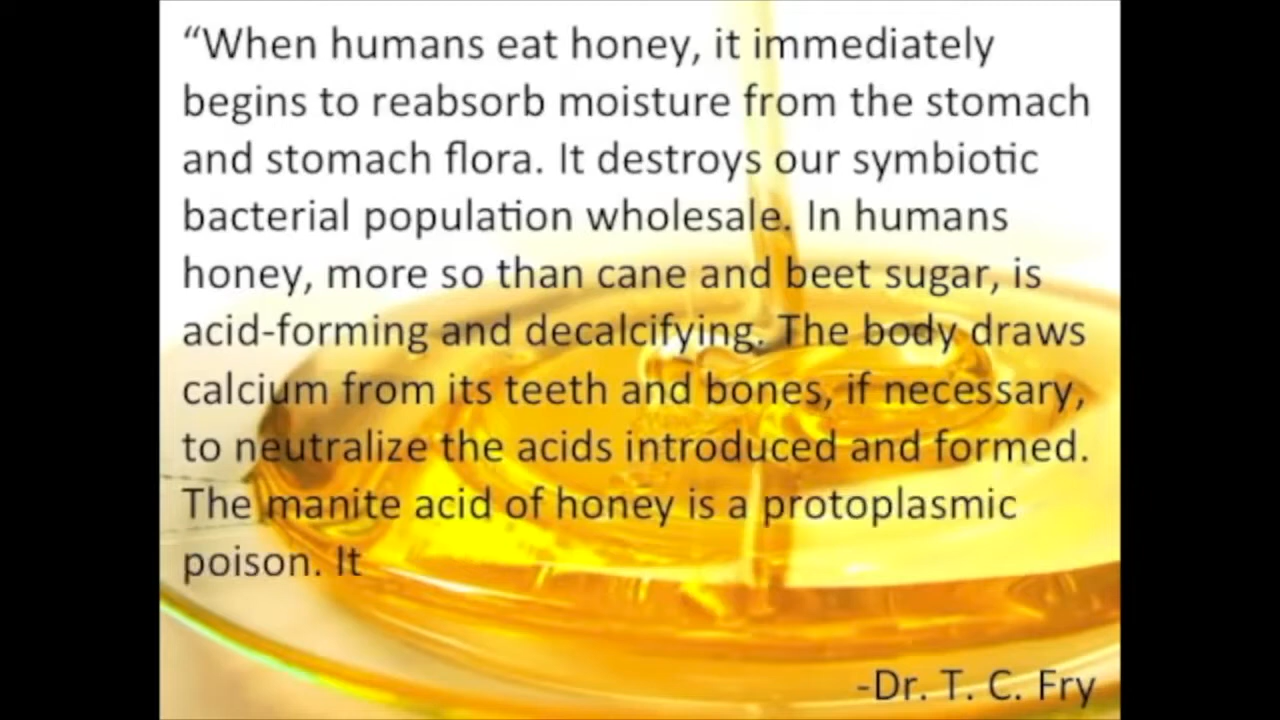 “When humans eat honey, it immediately
begins to reabsorb moisture from the stomach
and stomach flora. It destroys our symbiotic
bacterial population wholesale. In humans
honey, more so than cane and beet sugar, is
acid-forming and decalcifying. The body draws
calcium from its teeth and bones, if necessary,
to neutralize the acids introduced and formed.
The manite acid of honey is a protoplasmic
poison. It
-Dr. T. C. Fry